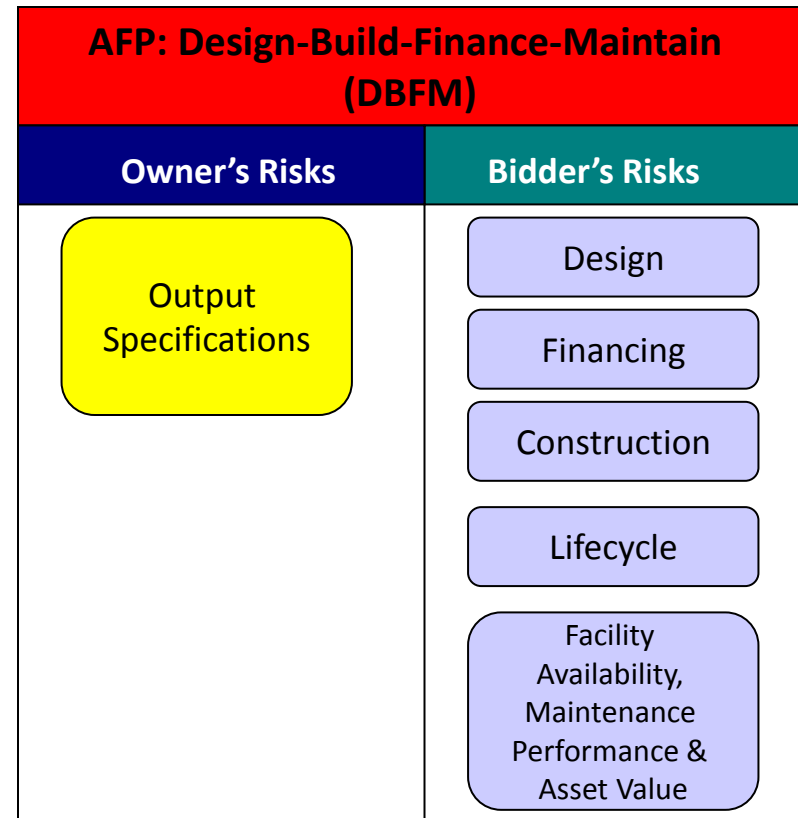 AFP: Design-Build-Finance-Maintain
(DBFM)
Owner’s Risks
Bidder’s Risks
Output
Specifications
Design
Financing
Construction
Lifecycle
Facility
Availability,
Maintenance
Performance &
Asset Value